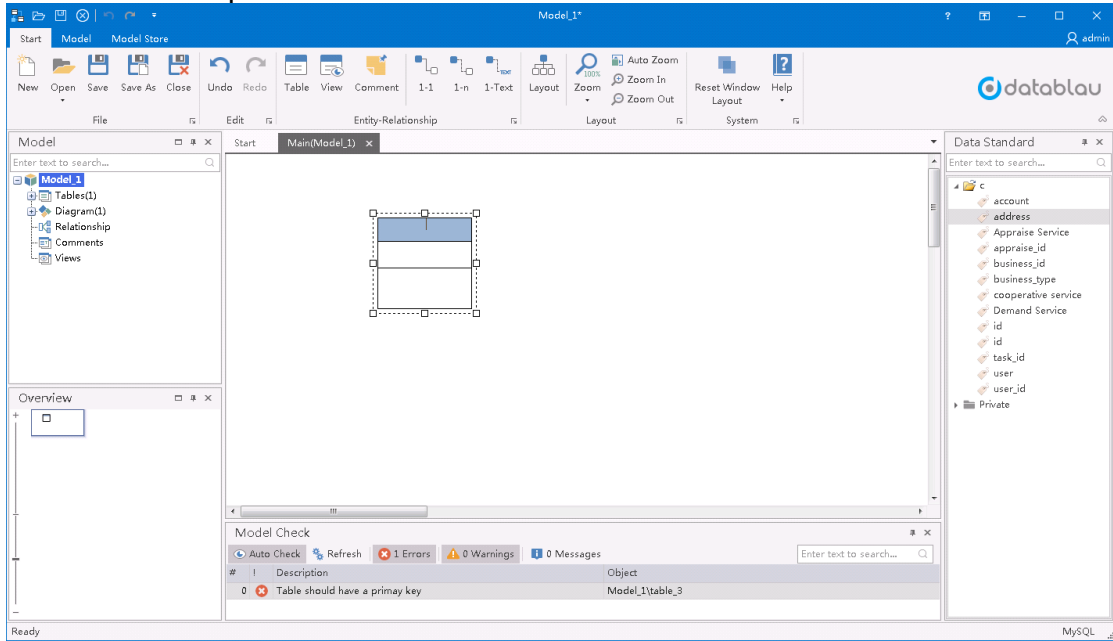 Model_1*
Start Model Model Store
admin
New Open Save Save As Close Undo Redo Table View Comment 1-1 1-n 1-Text Layout Zoom 100% Auto Zoom
Zoom In
Zoom Out
Reset Window Layout
Help
datablau
File Edit Entity-Relationship Layout System
Model
Enter text to search...
Model_1
Tables(1)
Diagram(1)
Relationship
Comments
Views
Overview
Start Main(Model_1)
Model Check
Auto Check Refresh 1 Errors 0 Warnings 0 Messages Enter text to search...
# ! Description Object
0 Table should have a primay key Model_1\table_3
Data Standard
Enter text to search...
c
account
address
Appraise Service
appraise_id
business_id
business_type
cooperative service
Demand Service
id
id
task_id
user
user_id
Private
Ready MySQL